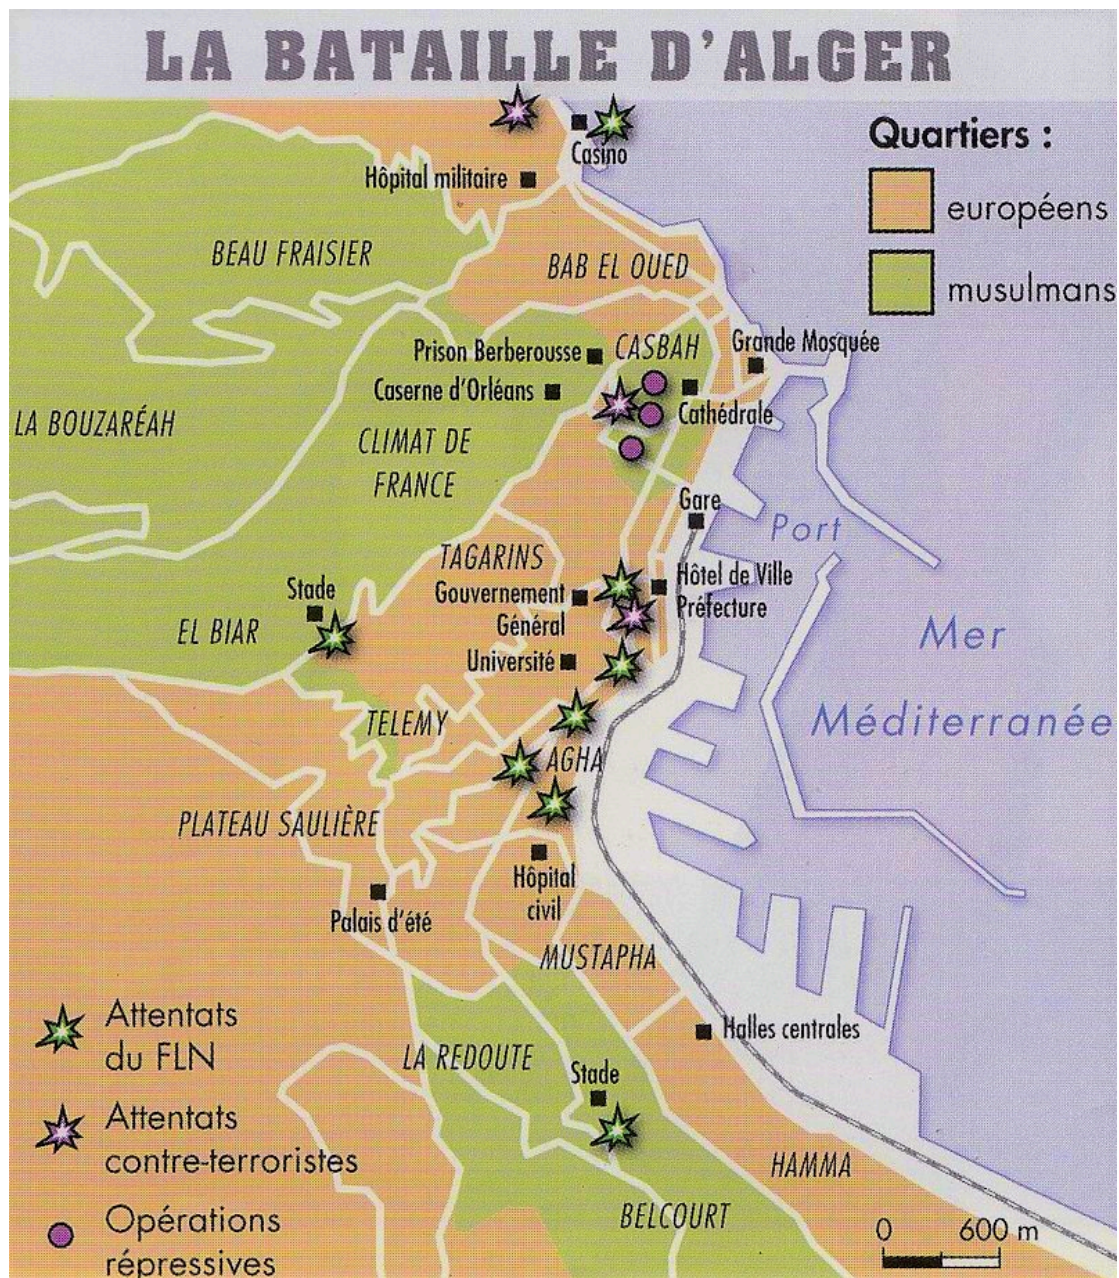 LA BATAILLE D'ALGER
Quartiers :
européens
musulmans
Casino
Hôpital militaire
BEAU FRAISIER
BAB EL OUED
Prison Berberousse
CASBAH
Grande Mosquée
Caserne d'Orléans
Cathédrale
LA BOUZARÉAH
CLIMAT DE
FRANCE
Gare
Port
TAGARINS
Stade
Gouvernement
Général
Hôtel de Ville
Préfecture
EL BIAR
Université
Mer
Méditerranée
TELEMY
AGHA
PLATEAU SAULIÈRE
Hôpital
civil
Palais d'été
MUSTAPHA
Halles centrales
LA REDOUTE
Stade
HAMMA
BELCOURT
Attentats
du FLN
Attentats
contre-terroristes
Opérations
répressives
0 600 m